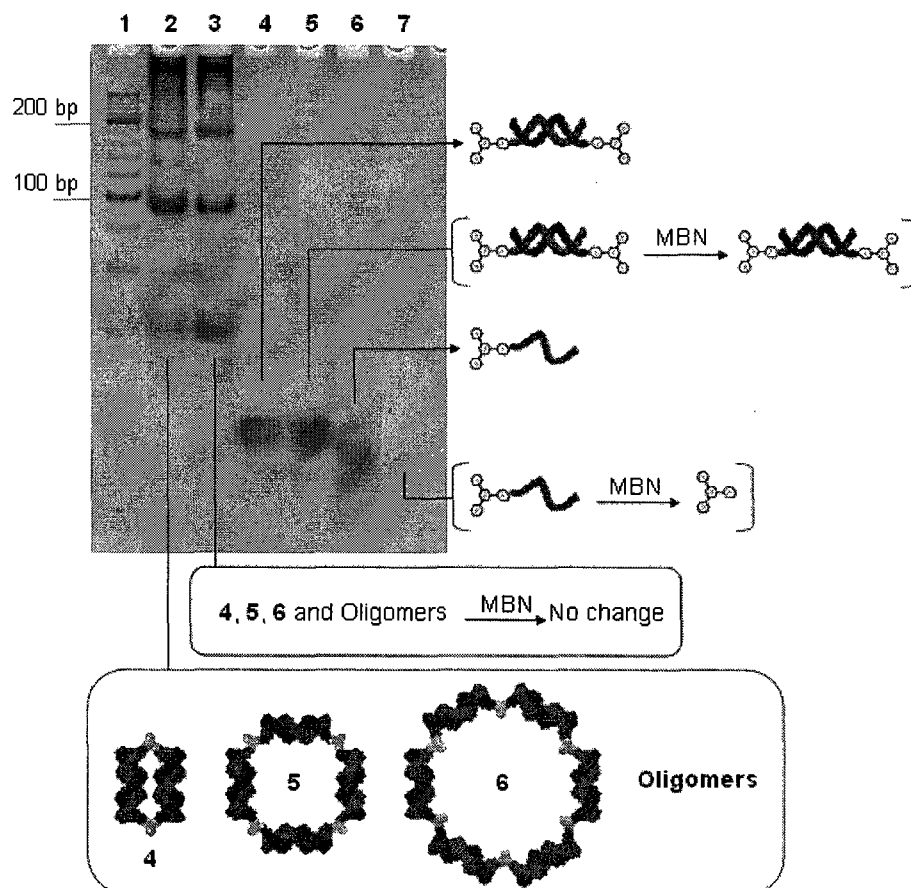 1 2 3 4 5 6 7
200 bp
100 bp
MBN
MBN
4, 5, 6 and Oligomers MBN No change
4
5
6
Oligomers